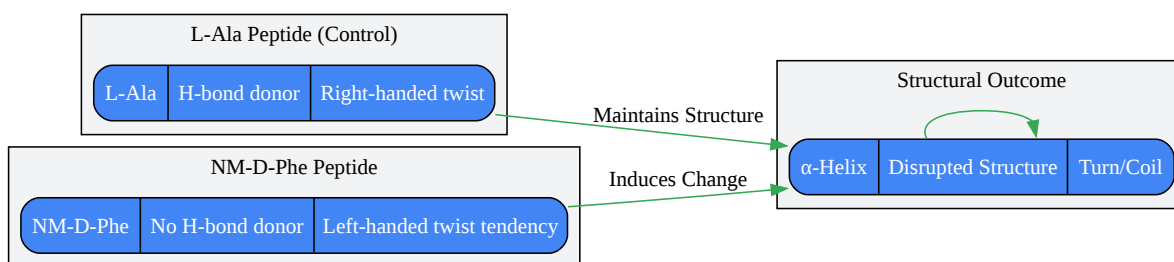 L-Ala Peptide (Control)
L-Ala H-bond donor Right-handed twist
Maintains Structure
NM-D-Phe Peptide
NM-D-Phe No H-bond donor Left-handed twist tendency
Induces Change
Structural Outcome
α-Helix Disrupted Structure Turn/Coil